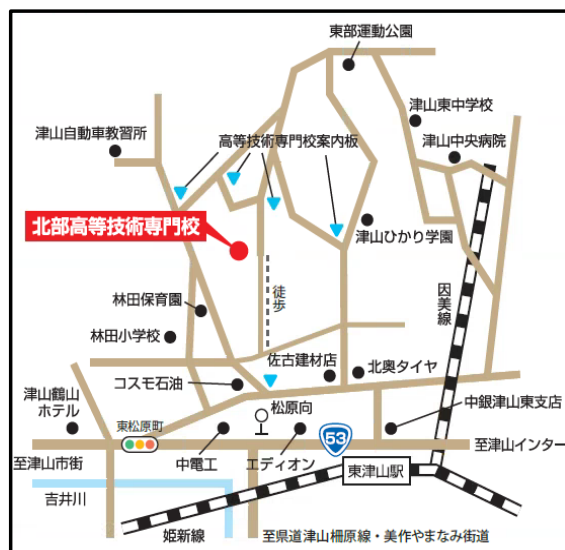 東部運動公園
津山東中学校
津山自動車教習所
高等技術専門校案内板
津山中央病院
北部高等技術専門校
津山ひかり学園
徒歩
因美線
林田保育園
林田小学校
佐古建材店
北奥タイヤ
コスモ石油
津山鶴山
ホテル
松原向
中銀津山東支店
東松原町
53
至津山インター
中電工
エディオン
至津山市街
東津山駅
吉井川
姫新線
至県道津山柵原線・美作やまなみ街道